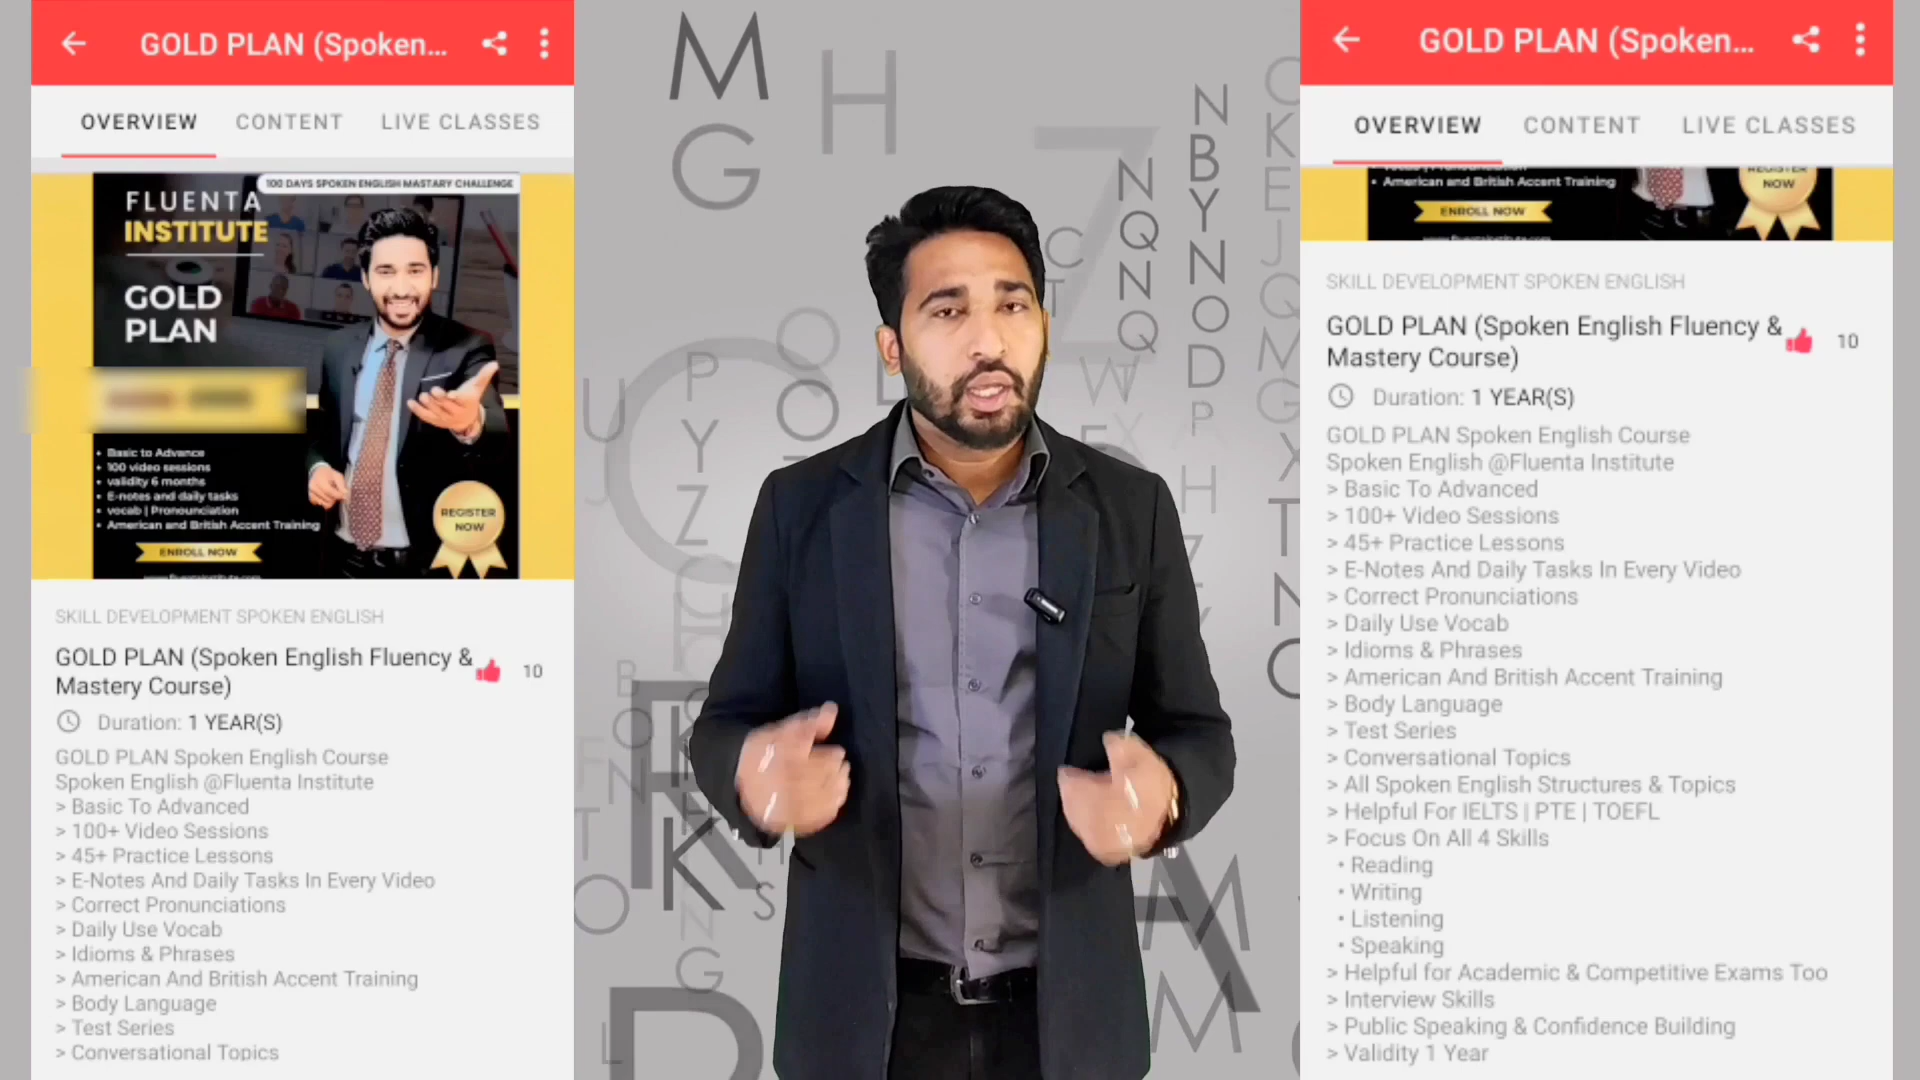 GOLD PLAN (Spoken...
OVERVIEW CONTENT LIVE CLASSES
100 DAYS SPOKEN ENGLISH MASTARY CHALLENGE
FLUENTA
INSTITUTE
GOLD
PLAN
• Basic to Advance
• 100 video sessions
• validity 6 months
• E-notes and daily tasks
• vocab | Pronounciation
• American and British Accent Training
ENROLL NOW
REGISTER
NOW
www.fluentainstitute.com
SKILL DEVELOPMENT SPOKEN ENGLISH
GOLD PLAN (Spoken English Fluency &
Mastery Course)
10
Duration: 1 YEAR(S)
GOLD PLAN Spoken English Course
Spoken English @Fluenta Institute
> Basic To Advanced
> 100+ Video Sessions
> 45+ Practice Lessons
> E-Notes And Daily Tasks In Every Video
> Correct Pronunciations
> Daily Use Vocab
> Idioms & Phrases
> American And British Accent Training
> Body Language
> Test Series
> Conversational Topics
GOLD PLAN (Spoken...
OVERVIEW CONTENT LIVE CLASSES
• American and British Accent Training
ENROLL NOW
REGISTER
NOW
www.fluentainstitute.com
SKILL DEVELOPMENT SPOKEN ENGLISH
GOLD PLAN (Spoken English Fluency &
Mastery Course)
10
Duration: 1 YEAR(S)
GOLD PLAN Spoken English Course
Spoken English @Fluenta Institute
> Basic To Advanced
> 100+ Video Sessions
> 45+ Practice Lessons
> E-Notes And Daily Tasks In Every Video
> Correct Pronunciations
> Daily Use Vocab
> Idioms & Phrases
> American And British Accent Training
> Body Language
> Test Series
> Conversational Topics
> All Spoken English Structures & Topics
> Helpful For IELTS | PTE | TOEFL
> Focus On All 4 Skills
• Reading
• Writing
• Listening
• Speaking
> Helpful for Academic & Competitive Exams Too
> Interview Skills
> Public Speaking & Confidence Building
> Validity 1 Year